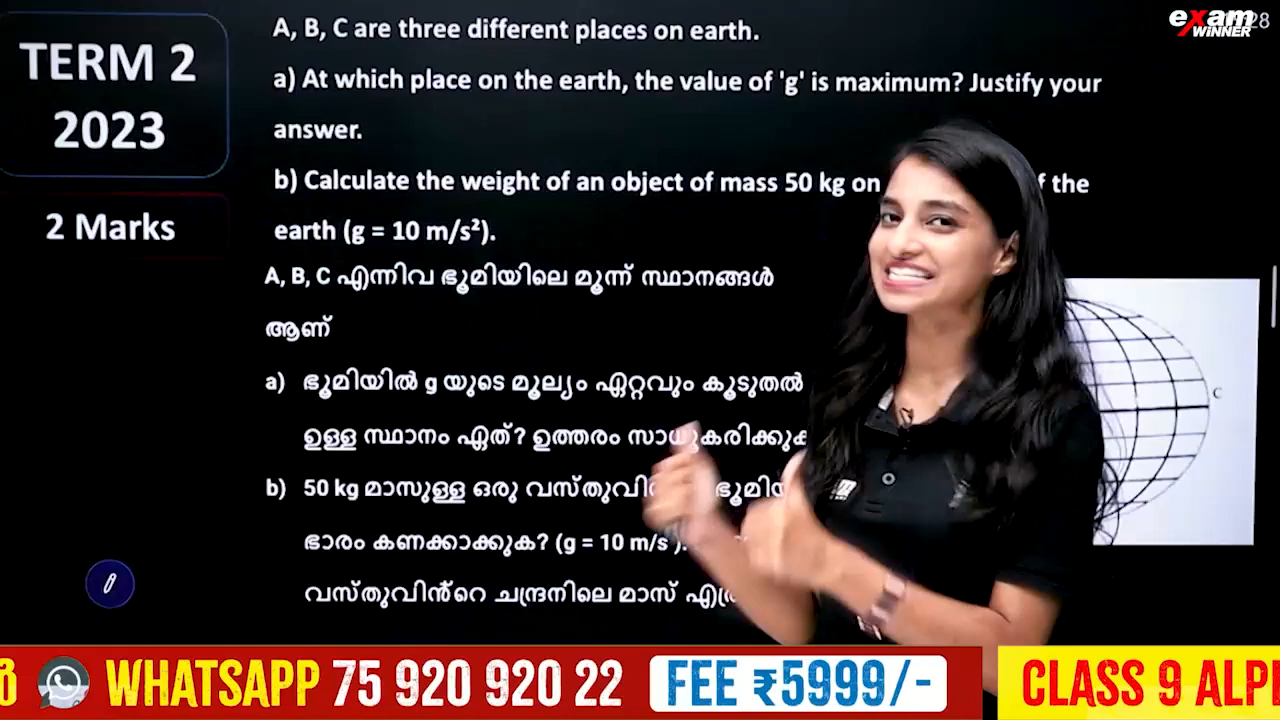 exam
WINNER
28
TERM 2
2023
2 Marks
A, B, C are three different places on earth.
a) At which place on the earth, the value of 'g' is maximum? Justify your
answer.
b) Calculate the weight of an object of mass 50 kg on the
earth (g = 10 m/s²).
A, B, C എന്നിവ ഭൂമിയിലെ മൂന്ന് സ്ഥാനങ്ങൾ
ആണ്
a) ഭൂമിയിൽ g യുടെ മൂല്യം ഏറ്റവും കൂടുതൽ
ഉള്ള സ്ഥാനം ഏത്? ഉത്തരം സാധൂകരിക്കുക
b) 50 kg മാസുള്ള ഒരു
ഭാരം കണക്കാക്കുക? (g = 10 m/s ).
വസ്തുവിൻ്റെ ചന്ദ്രനിലെ മാസ്
C
WHATSAPP 75 920 920 22 FEE ₹5999/- CLASS 9